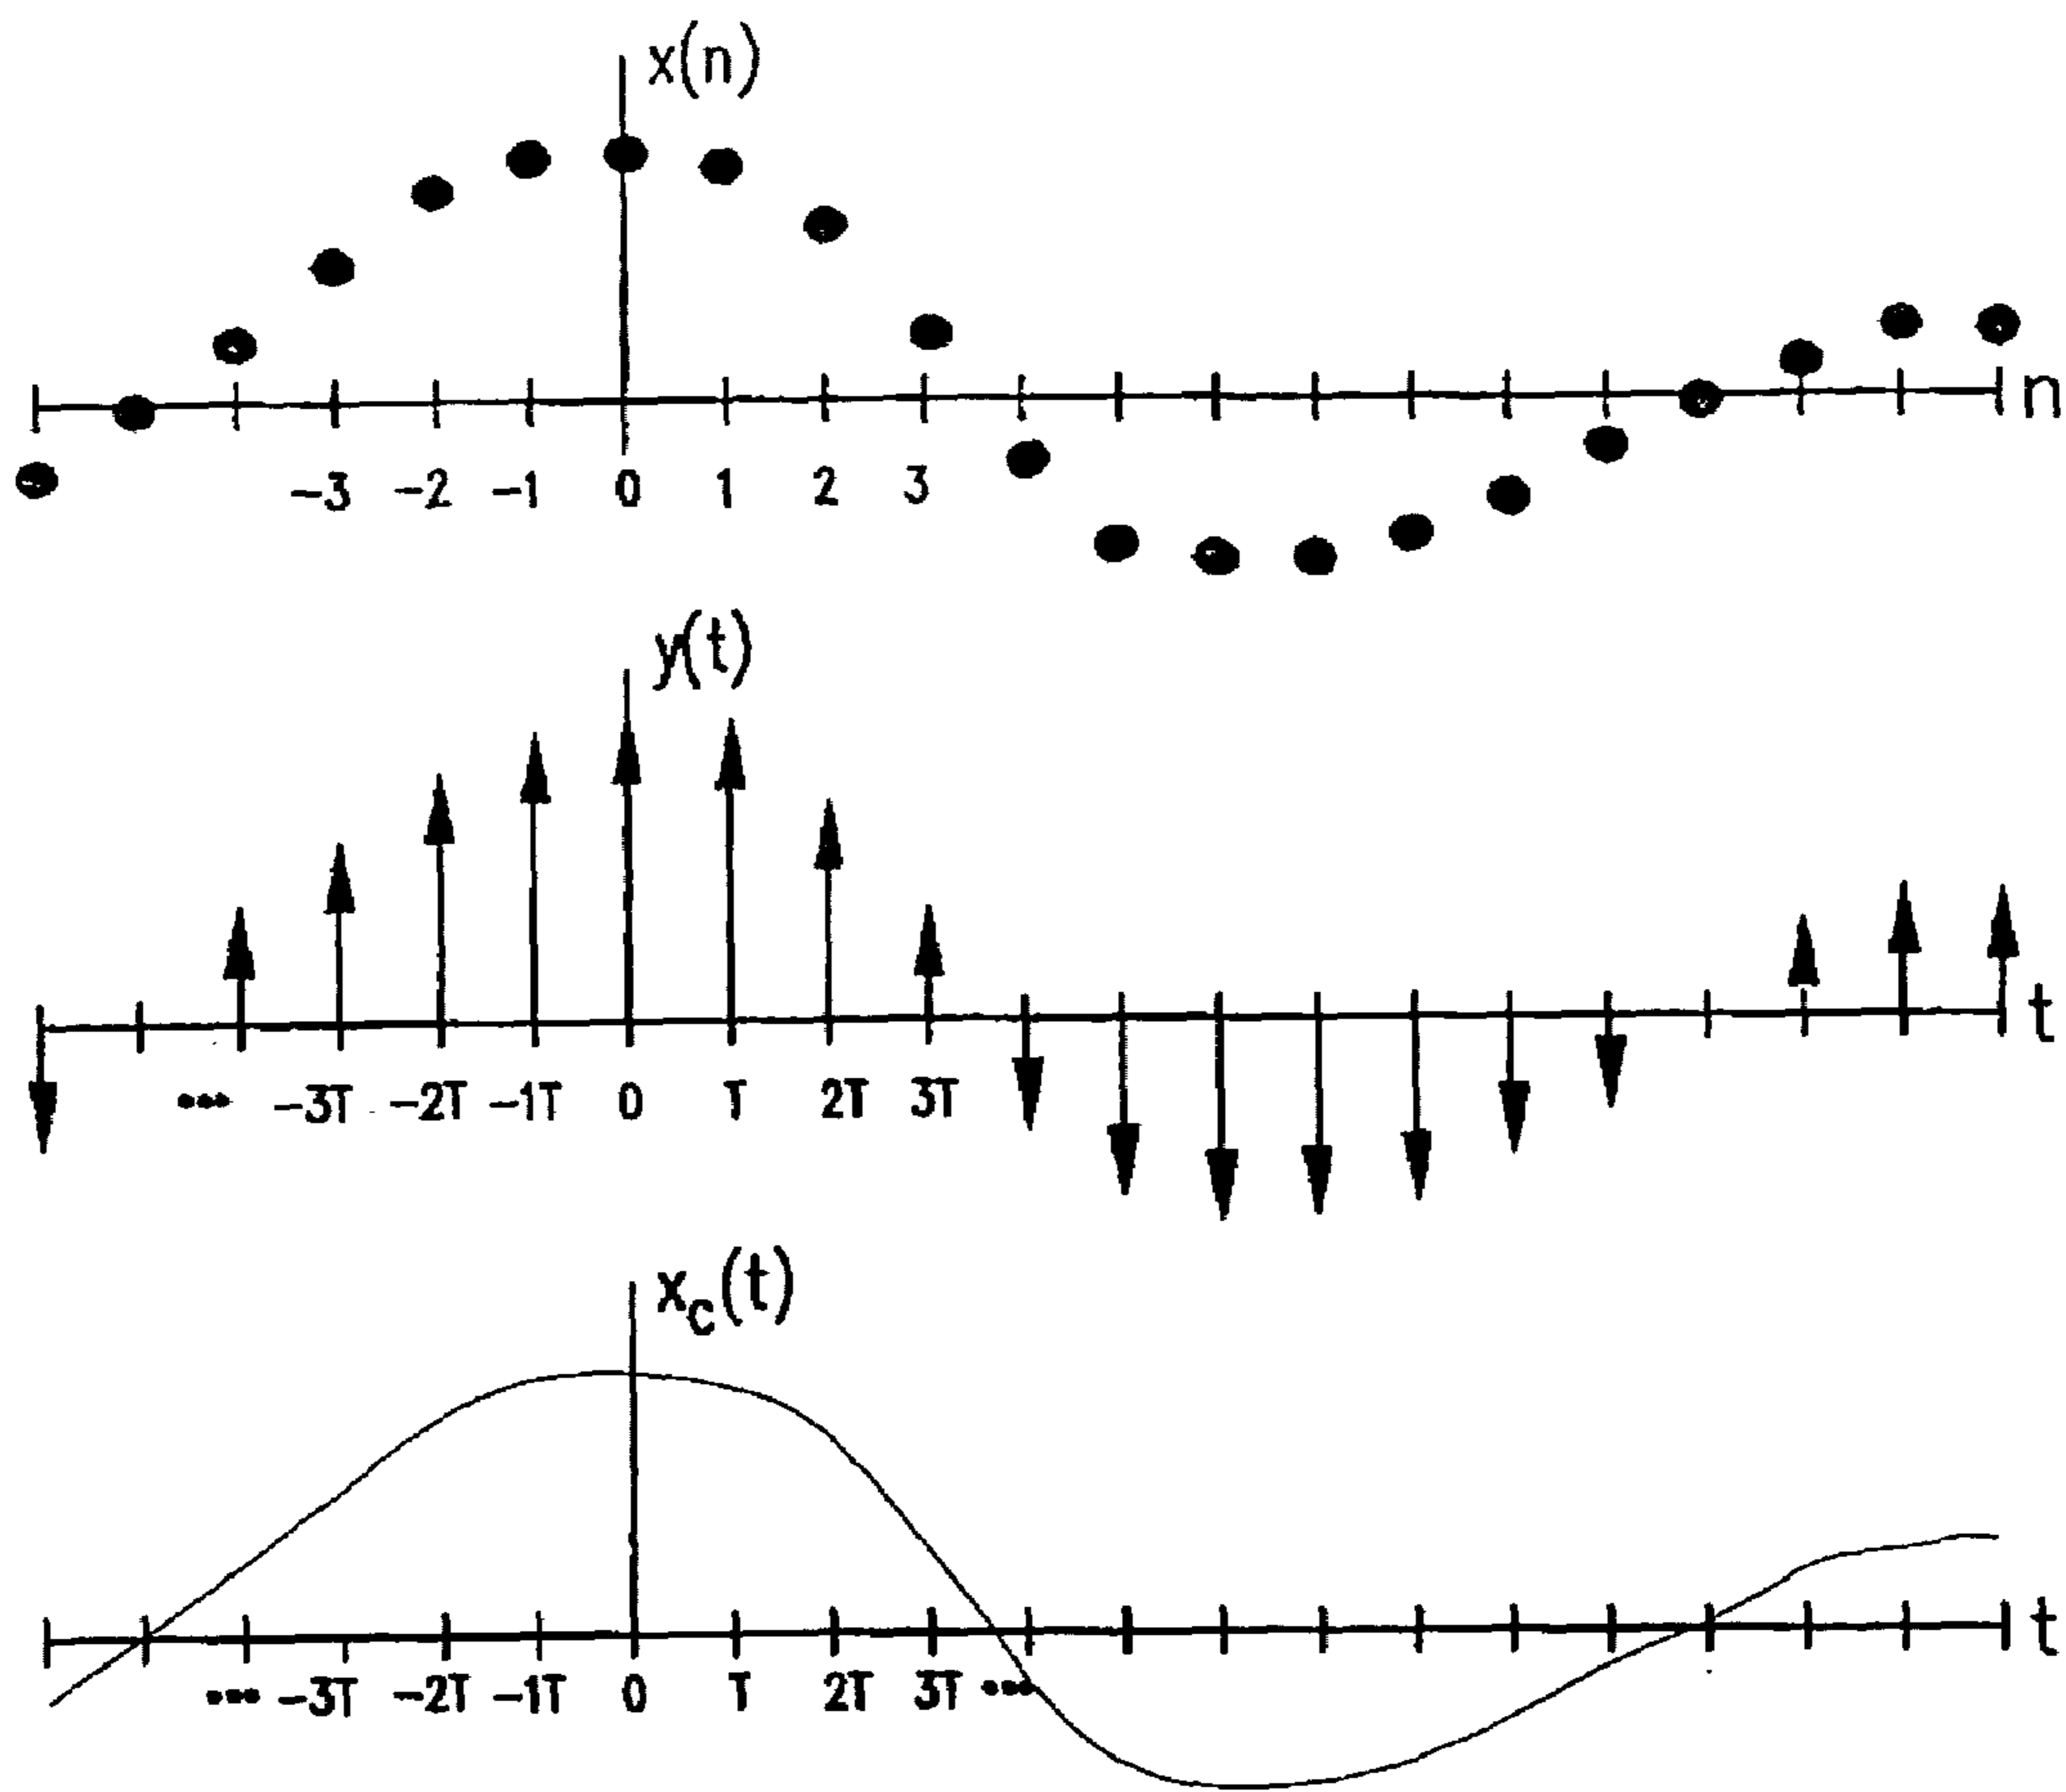 x(n)
n
-3 -2 -1 0 1 2 3
y(t)
t
••• -3T -2T -1T 0 T 2T 3T
x_c(t)
t
••• -3T -2T -1T 0 T 2T 3T •••